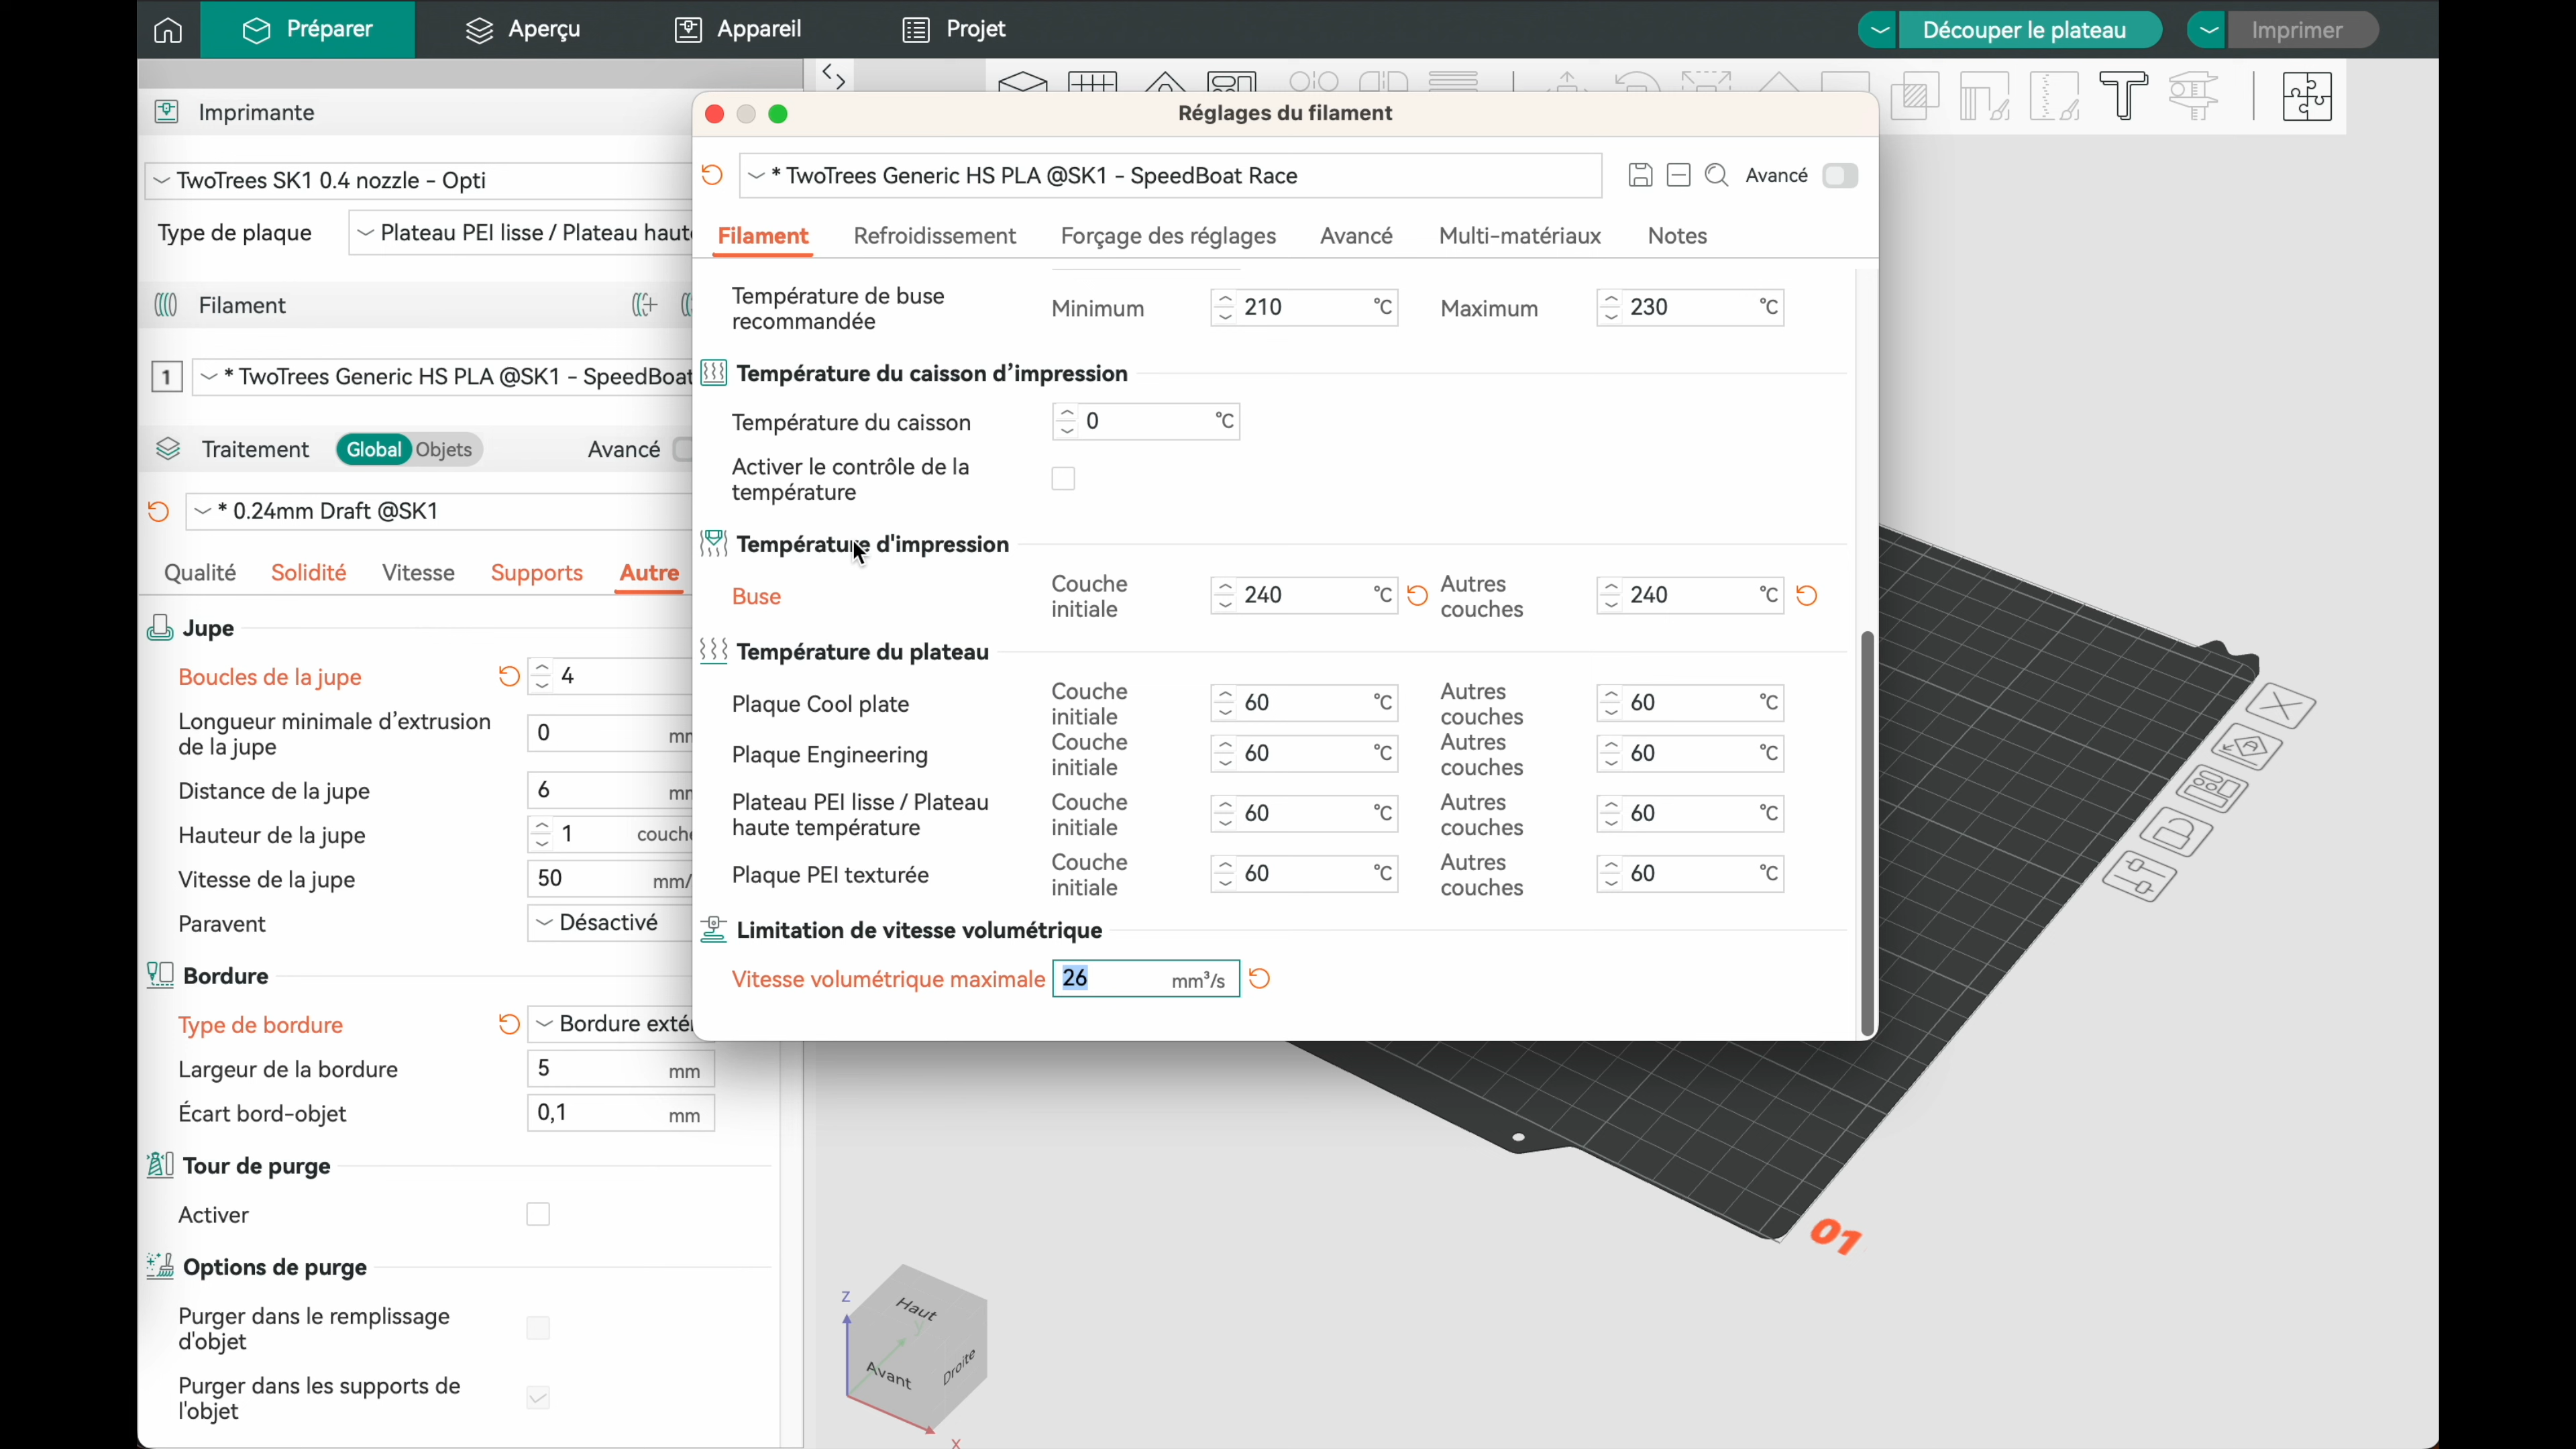 Préparer
Aperçu
Appareil
Projet
Découper le plateau
Imprimer
Imprimante
TwoTrees SK1 0.4 nozzle - Opti
Type de plaque
Plateau PEI lisse / Plateau haut
Filament
1
* TwoTrees Generic HS PLA @SK1 - SpeedBoat
Traitement
Global
Objets
Avancé
* 0.24mm Draft @SK1
Qualité
Solidité
Vitesse
Supports
Autre
Jupe
Boucles de la jupe
4
Longueur minimale d’extrusion
de la jupe
0
mm
Distance de la jupe
6
mm
Hauteur de la jupe
1
couche
Vitesse de la jupe
50
mm/
Paravent
Désactivé
Bordure
Type de bordure
Bordure exté
Largeur de la bordure
5
mm
Écart bord-objet
0,1
mm
Tour de purge
Activer
Options de purge
Purger dans le remplissage
d'objet
Purger dans les supports de
l'objet
Réglages du filament
* TwoTrees Generic HS PLA @SK1 - SpeedBoat Race
Avancé
Filament
Refroidissement
Forçage des réglages
Avancé
Multi-matériaux
Notes
Température de buse
recommandée
Minimum
210 °C
Maximum
230 °C
Température du caisson d’impression
Température du caisson
0 °C
Activer le contrôle de la
température
Température d'impression
Buse
Couche
initiale
240 °C
Autres
couches
240 °C
Température du plateau
Plaque Cool plate
Couche
initiale
60 °C
Autres
couches
60 °C
Plaque Engineering
Couche
initiale
60 °C
Autres
couches
60 °C
Plateau PEI lisse / Plateau
haute température
Couche
initiale
60 °C
Autres
couches
60 °C
Plaque PEI texturée
Couche
initiale
60 °C
Autres
couches
60 °C
Limitation de vitesse volumétrique
Vitesse volumétrique maximale
26 mm³/s
01
Z
Haut
Y
Avant
Droite
X